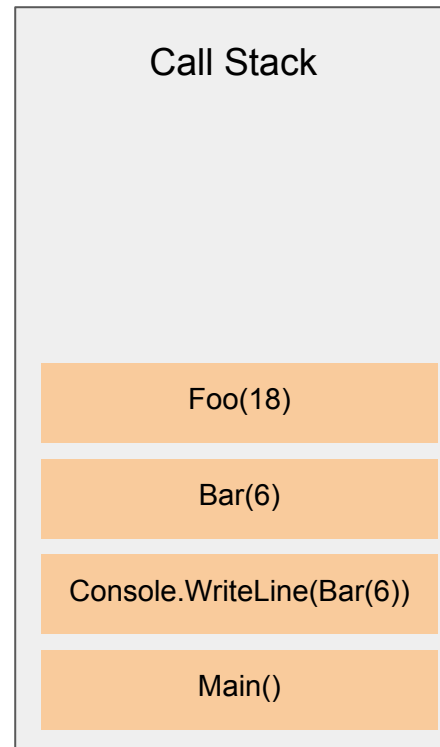 Call Stack
Foo(18)
Bar(6)
Console.WriteLine(Bar(6))
Main()